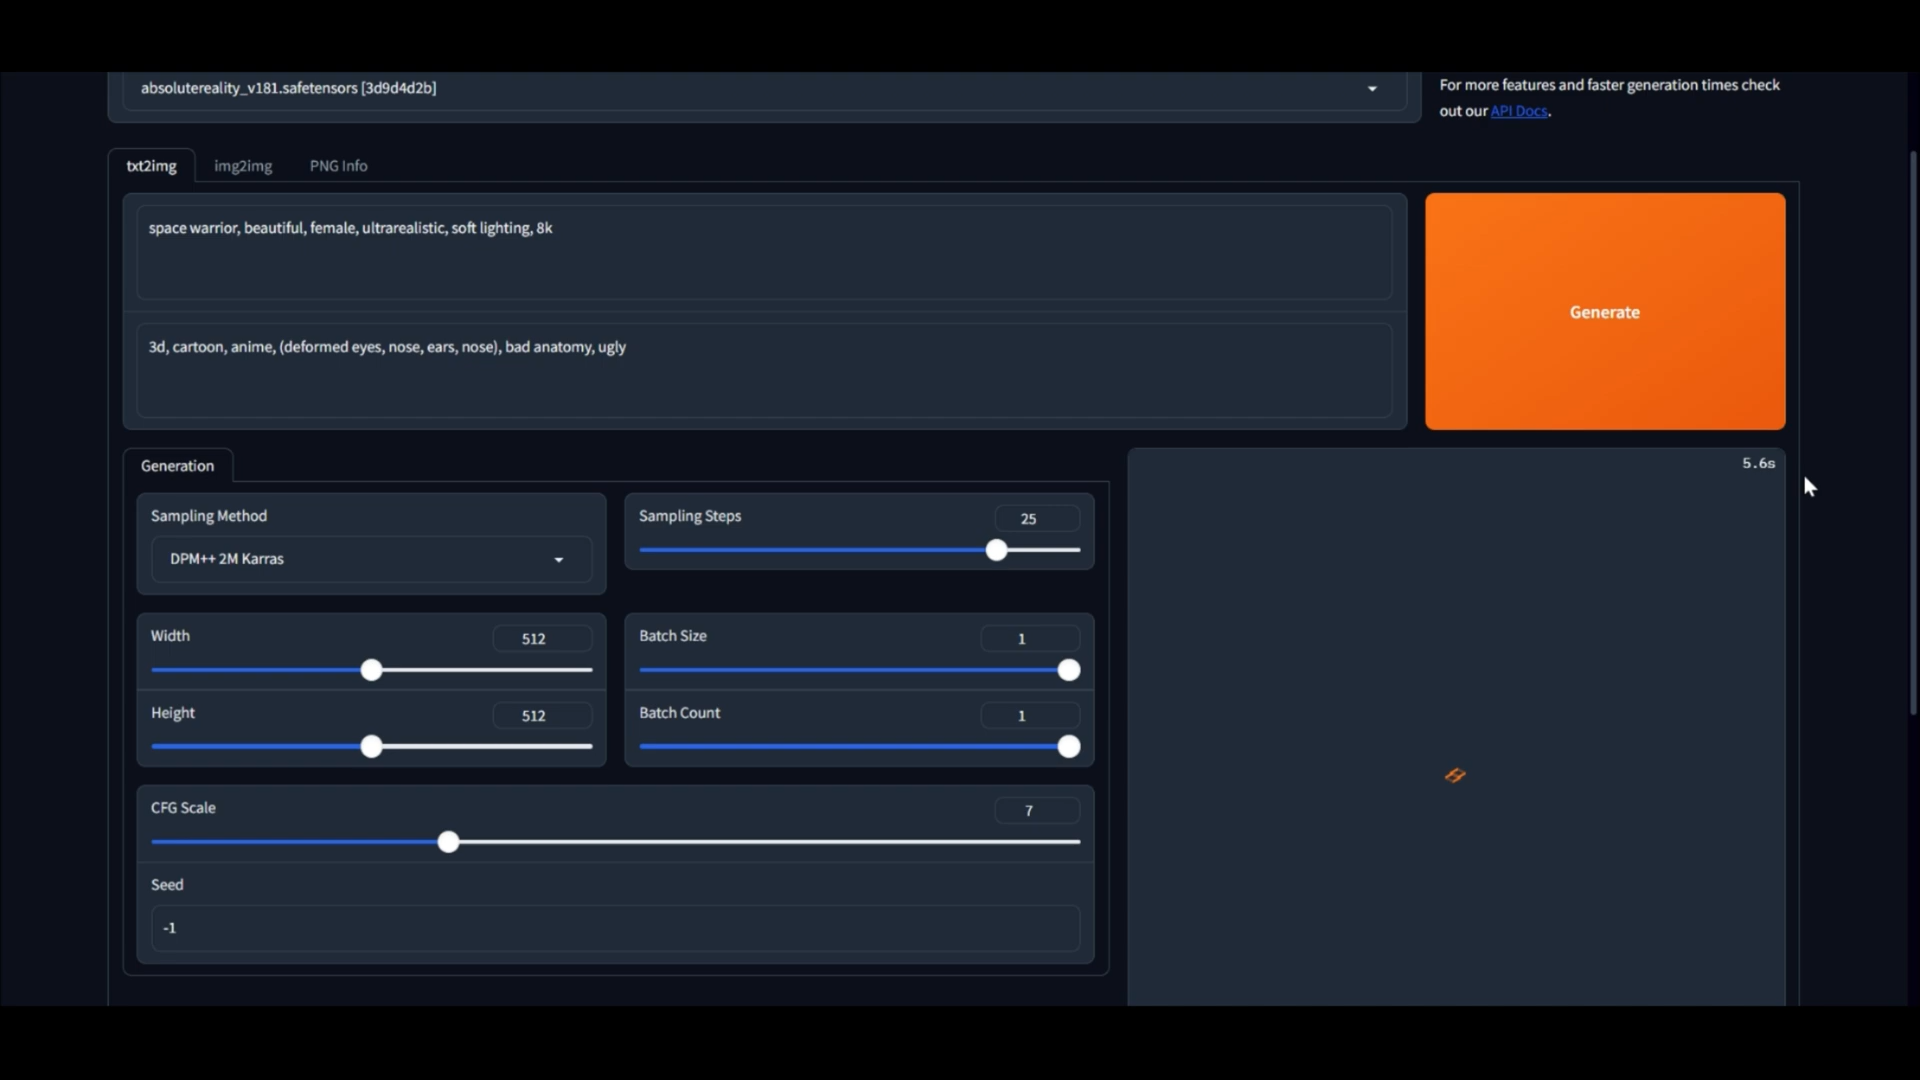 absolutereality_v181.safetensors [3d9d4d2b]
For more features and faster generation times check
out our API Docs.
txt2img
img2img
PNG Info
space warrior, beautiful, female, ultrarealistic, soft lighting, 8k
Generate
3d, cartoon, anime, (deformed eyes, nose, ears, nose), bad anatomy, ugly
Generation
5.6s
Sampling Method
DPM++ 2M Karras
Sampling Steps
25
Width
512
Batch Size
1
Height
512
Batch Count
1
CFG Scale
7
Seed
-1